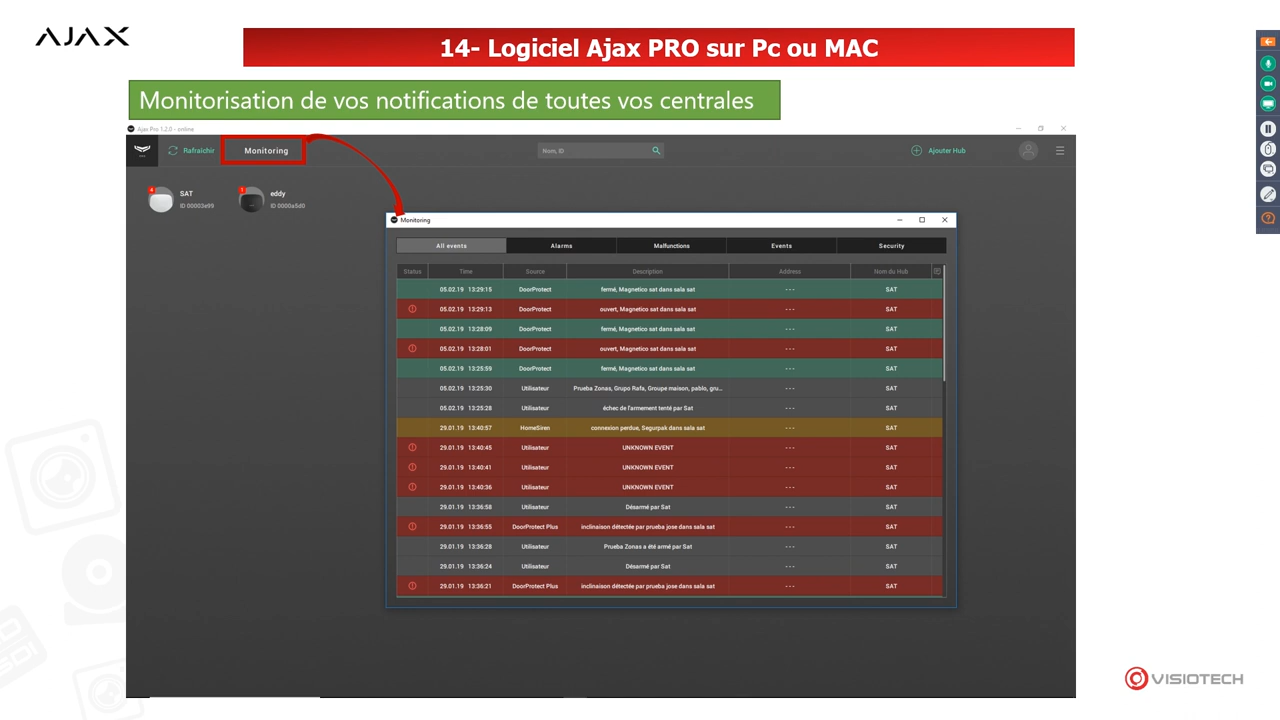 AJAX
14- Logiciel Ajax PRO sur Pc ou MAC
Monitorisation de vos notifications de toutes vos centrales
Ajax Pro 1.2.0 - online
Rafraîchir Monitoring Nom, ID Ajouter Hub
4 SAT 1 eddy
ID 00003e99 ID 0000a5d0
Monitoring
All events Alarms Malfunctions Events Security
Status Time Source Description Address Nom du Hub
05.02.19 13:29:15 DoorProtect fermé, Magnetico sat dans sala sat --- SAT
05.02.19 13:29:13 DoorProtect ouvert, Magnetico sat dans sala sat --- SAT
05.02.19 13:28:09 DoorProtect fermé, Magnetico sat dans sala sat --- SAT
05.02.19 13:28:01 DoorProtect ouvert, Magnetico sat dans sala sat --- SAT
05.02.19 13:25:59 DoorProtect fermé, Magnetico sat dans sala sat --- SAT
05.02.19 13:25:30 Utilisateur Prueba Zonas, Grupo Rafa, Groupe maison, pablo, gru... --- SAT
05.02.19 13:25:28 Utilisateur échec de l'armement tenté par Sat --- SAT
29.01.19 13:40:57 HomeSiren connexion perdue, Segurpak dans sala sat --- SAT
29.01.19 13:40:45 Utilisateur UNKNOWN EVENT --- SAT
29.01.19 13:40:41 Utilisateur UNKNOWN EVENT --- SAT
29.01.19 13:40:36 Utilisateur UNKNOWN EVENT --- SAT
29.01.19 13:36:58 Utilisateur Désarmé par Sat --- SAT
29.01.19 13:36:55 DoorProtect Plus inclinaison détectée par prueba jose dans sala sat --- SAT
29.01.19 13:36:28 Utilisateur Prueba Zonas a été armé par Sat --- SAT
29.01.19 13:36:24 Utilisateur Désarmé par Sat --- SAT
29.01.19 13:36:21 DoorProtect Plus inclinaison détectée par prueba jose dans sala sat --- SAT
VISIOTECH